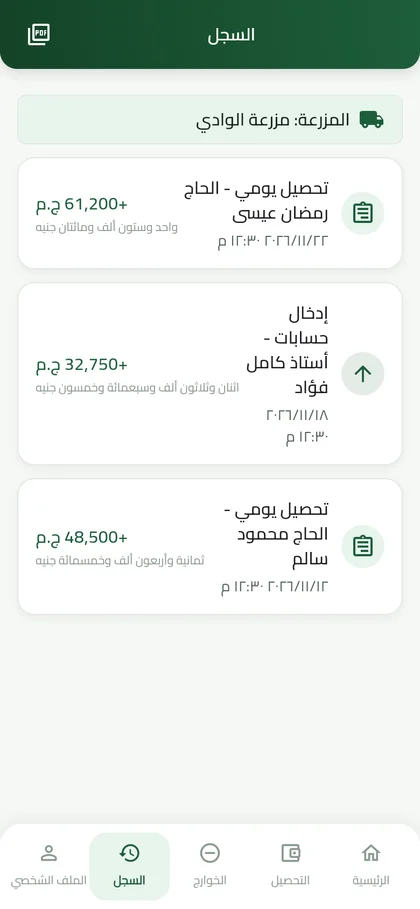 السجل
PDF
المزرعة: مزرعة الوادي
تحصيل يومي - الحاج
رمضان عيسى
٢٠٢٦/١١/٢٢ ١٢:٣٠ م
+61,200 ج.م
واحد وستون ألف ومائتان جنيه
إدخال
حسابات -
أستاذ كامل
فؤاد
٢٠٢٦/١١/١٨
١٢:٣٠ م
+32,750 ج.م
اثنان وثلاثون ألف وسبعمائة وخمسون جنيه
تحصيل يومي -
الحاج محمود
سالم
٢٠٢٦/١١/١٢ ١٢:٣٠ م
+48,500 ج.م
ثمانية وأربعون ألف وخمسمائة جنيه
الرئيسية
التحصيل
الخوارج
السجل
الملف الشخصي